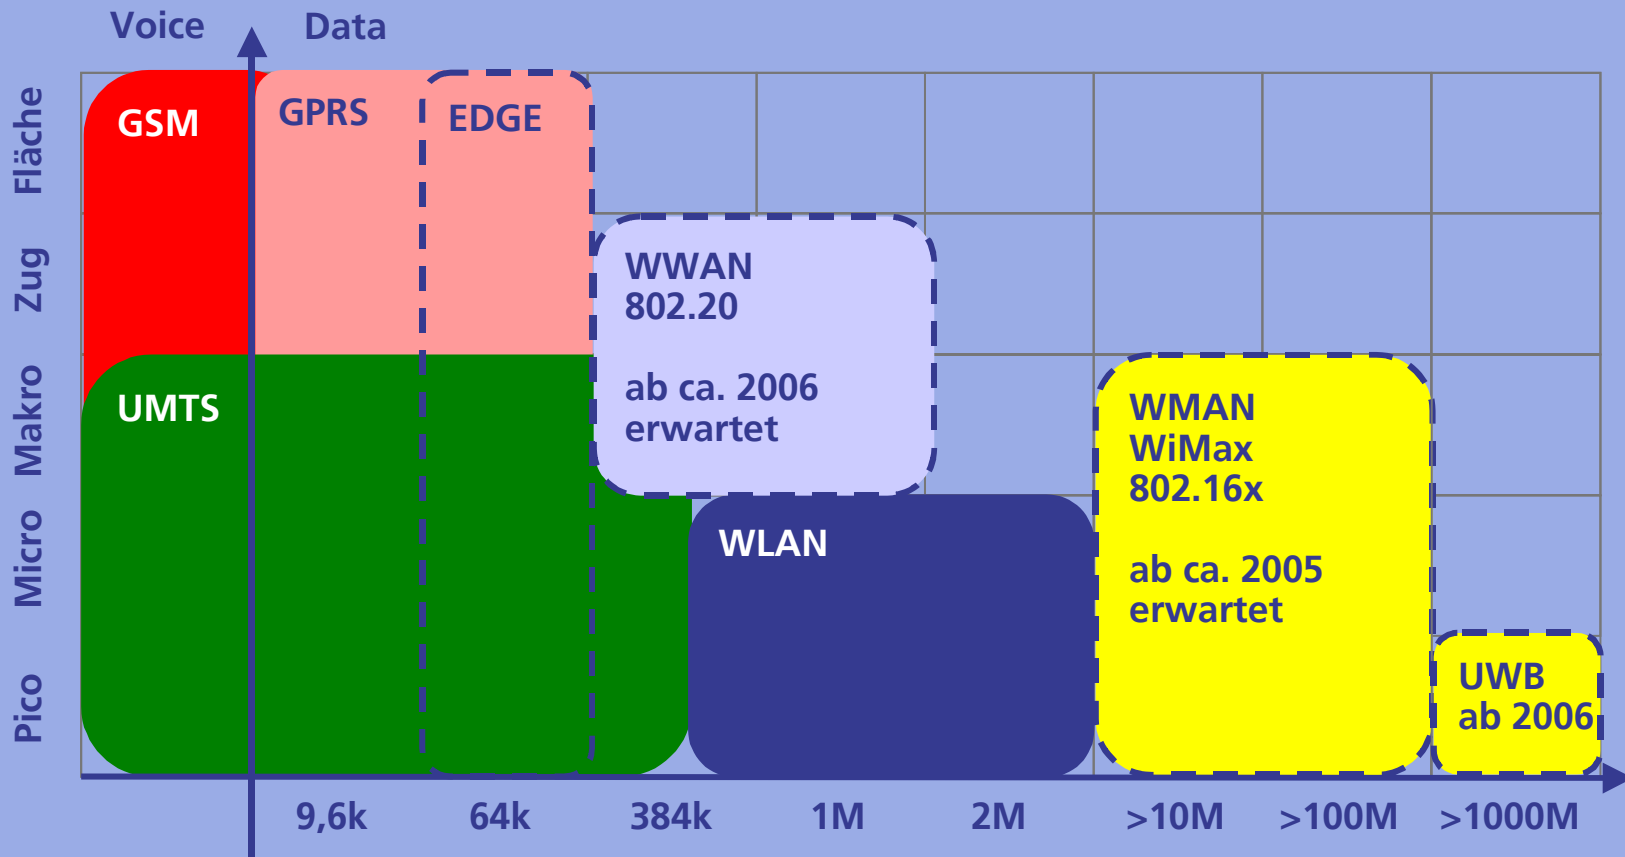 Voice
Data
Fläche
Zug
Makro
Micro
Pico
GSM
GPRS
EDGE
UMTS
WWAN
802.20
ab ca. 2006
erwartet
WLAN
WMAN
WiMax
802.16x
ab ca. 2005
erwartet
UWB
ab 2006
9,6k
64k
384k
1M
2M
>10M
>100M
>1000M